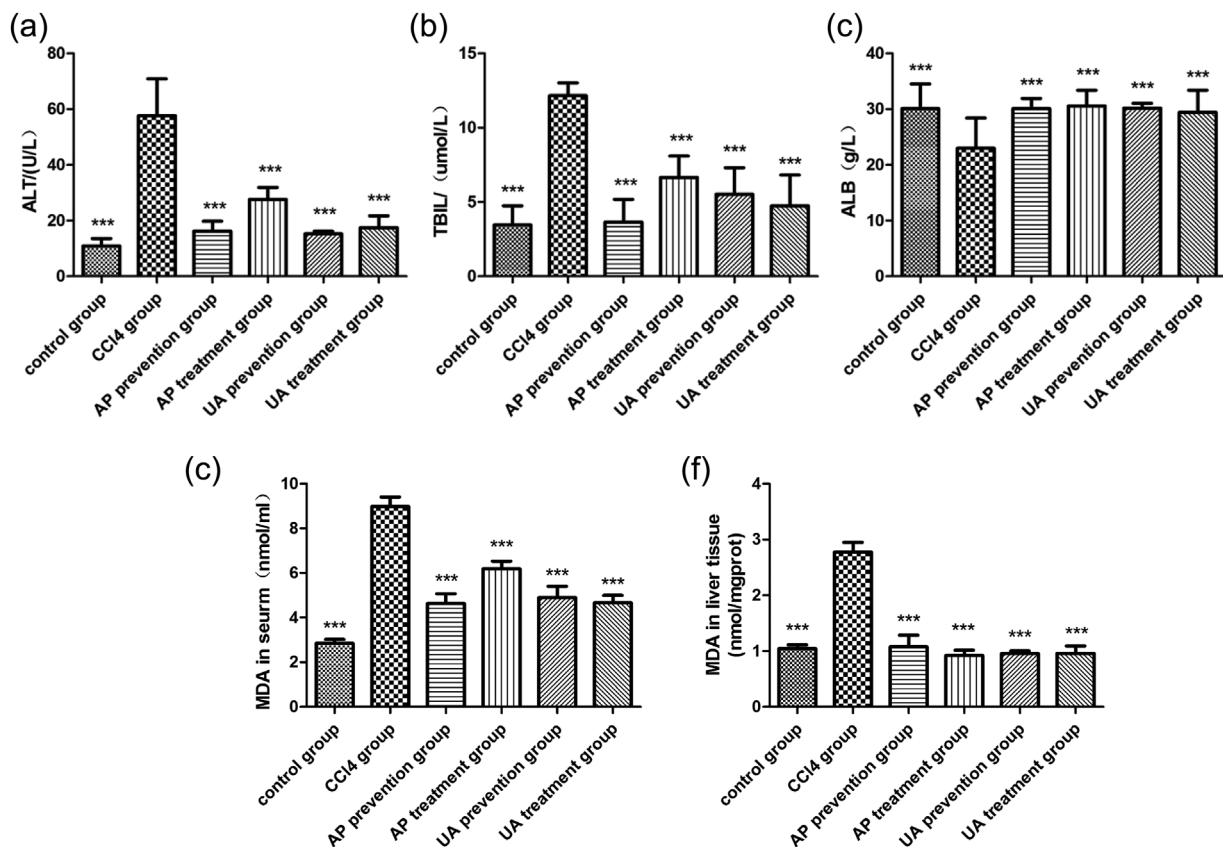 (a)
ALT/(U/L)
80
60
40
20
0
***
***
***
***
***
control group
CCl4 group
AP prevention group
AP treatment group
UA prevention group
UA treatment group
(b)
TBIL/（umol/L）
15
10
5
0
***
***
***
***
***
control group
CCl4 group
AP prevention group
AP treatment group
UA prevention group
UA treatment group
(c)
ALB（g/L）
40
30
20
10
0
***
***
***
***
***
control group
CCl4 group
AP prevention group
AP treatment group
UA prevention group
UA treatment group
(c)
MDA in seurm（nmol/ml）
10
8
6
4
2
0
***
***
***
***
***
control group
CCl4 group
AP prevention group
AP treatment group
UA prevention group
UA treatment group
(f)
MDA in liver tissue
(nmol/mgprot)
4
3
2
1
0
***
***
***
***
***
control group
CCl4 group
AP prevention group
AP treatment group
UA prevention group
UA treatment group